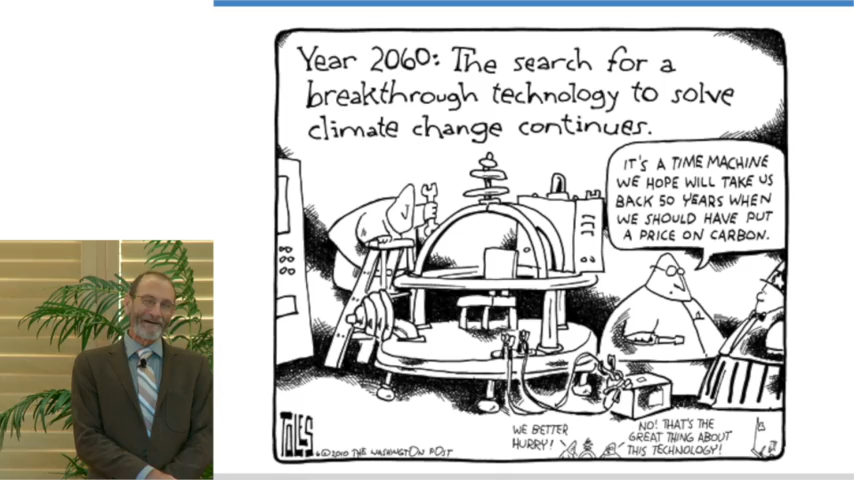 Year 2060: The search for a
breakthrough technology to solve
climate change continues.
IT'S A TIME MACHINE
WE HOPE WILL TAKE US
BACK 50 YEARS WHEN
WE SHOULD HAVE PUT
A PRICE ON CARBON.
TOLES
©2010 THE WASHINGTON POST
WE BETTER
HURRY!
NO! THAT'S THE
GREAT THING ABOUT
THIS TECHNOLOGY!